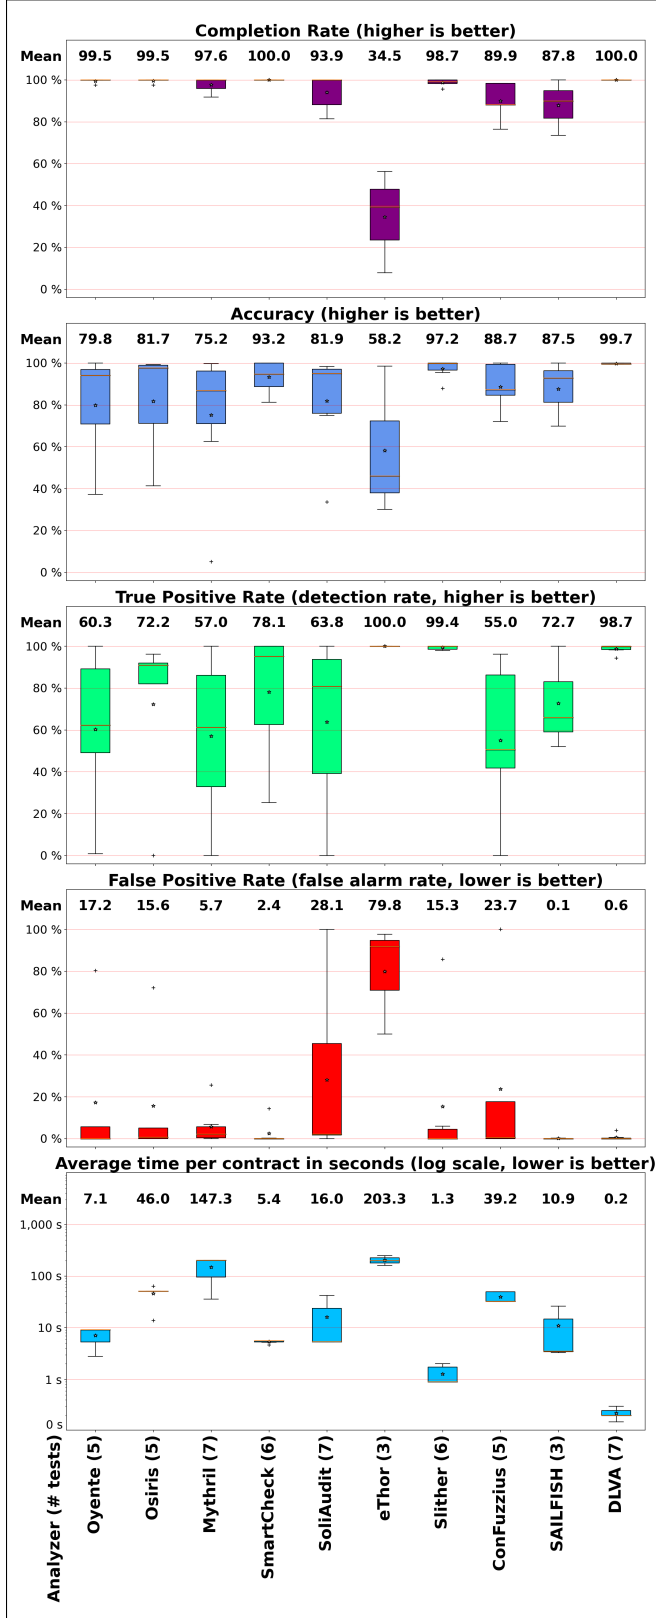 Completion Rate (higher is better)
Mean 99.5 99.5 97.6 100.0 93.9 34.5 98.7 89.9 87.8 100.0
100 %
80 %
60 %
40 %
20 %
0 %
Accuracy (higher is better)
Mean 79.8 81.7 75.2 93.2 81.9 58.2 97.2 88.7 87.5 99.7
100 %
80 %
60 %
40 %
20 %
0 %
True Positive Rate (detection rate, higher is better)
Mean 60.3 72.2 57.0 78.1 63.8 100.0 99.4 55.0 72.7 98.7
100 %
80 %
60 %
40 %
20 %
0 %
False Positive Rate (false alarm rate, lower is better)
Mean 17.2 15.6 5.7 2.4 28.1 79.8 15.3 23.7 0.1 0.6
100 %
80 %
60 %
40 %
20 %
0 %
Average time per contract in seconds (log scale, lower is better)
Mean 7.1 46.0 147.3 5.4 16.0 203.3 1.3 39.2 10.9 0.2
1,000 s
100 s
10 s
1 s
0 s
Analyzer (# tests)
Oyente (5)
Osiris (5)
Mythril (7)
SmartCheck (6)
SoliAudit (7)
eThor (3)
Slither (6)
ConFuzzius (5)
SAILFISH (3)
DLVA (7)